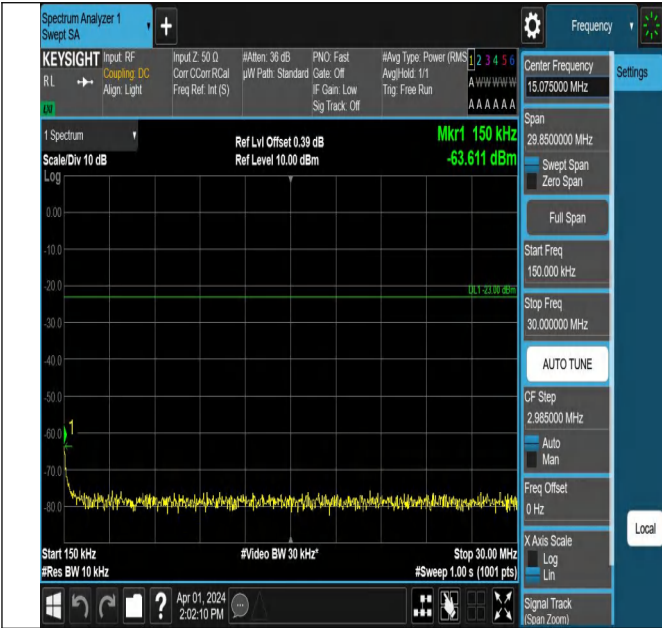 Spectrum Analyzer 1
Swept SA
+
Frequency
KEYSIGHT
RL
LXI
Input: RF
Coupling: DC
Align: Light
Input Z: 50 Ω
Corr CCorr RCal
Freq Ref: Int (S)
#Atten: 36 dB
µW Path: Standard
PNO: Fast
Gate: Off
IF Gain: Low
Sig Track: Off
#Avg Type: Power (RMS
Avg|Hold: 1/1
Trig: Free Run
1 2 3 4 5 6
A W W W W W
A A A A A A
1 Spectrum
Scale/Div 10 dB
Ref Lvl Offset 0.39 dB
Ref Level 10.00 dBm
Mkr1 150 kHz
-63.611 dBm
Log
0.00
-10.0
-20.0
DL1 -23.00 dBm
-30.0
-40.0
-50.0
-60.0
1
-70.0
-80.0
Start 150 kHz
#Res BW 10 kHz
#Video BW 30 kHz*
Stop 30.00 MHz
#Sweep 1.00 s (1001 pts)
Center Frequency
15.075000 MHz
Settings
Span
29.8500000 MHz
Swept Span
Zero Span
Full Span
Start Freq
150.000 kHz
Stop Freq
30.000000 MHz
AUTO TUNE
CF Step
2.985000 MHz
Auto
Man
Freq Offset
0 Hz
Local
X Axis Scale
Log
Lin
Signal Track
(Span Zoom)
?
Apr 01, 2024
2:02:10 PM